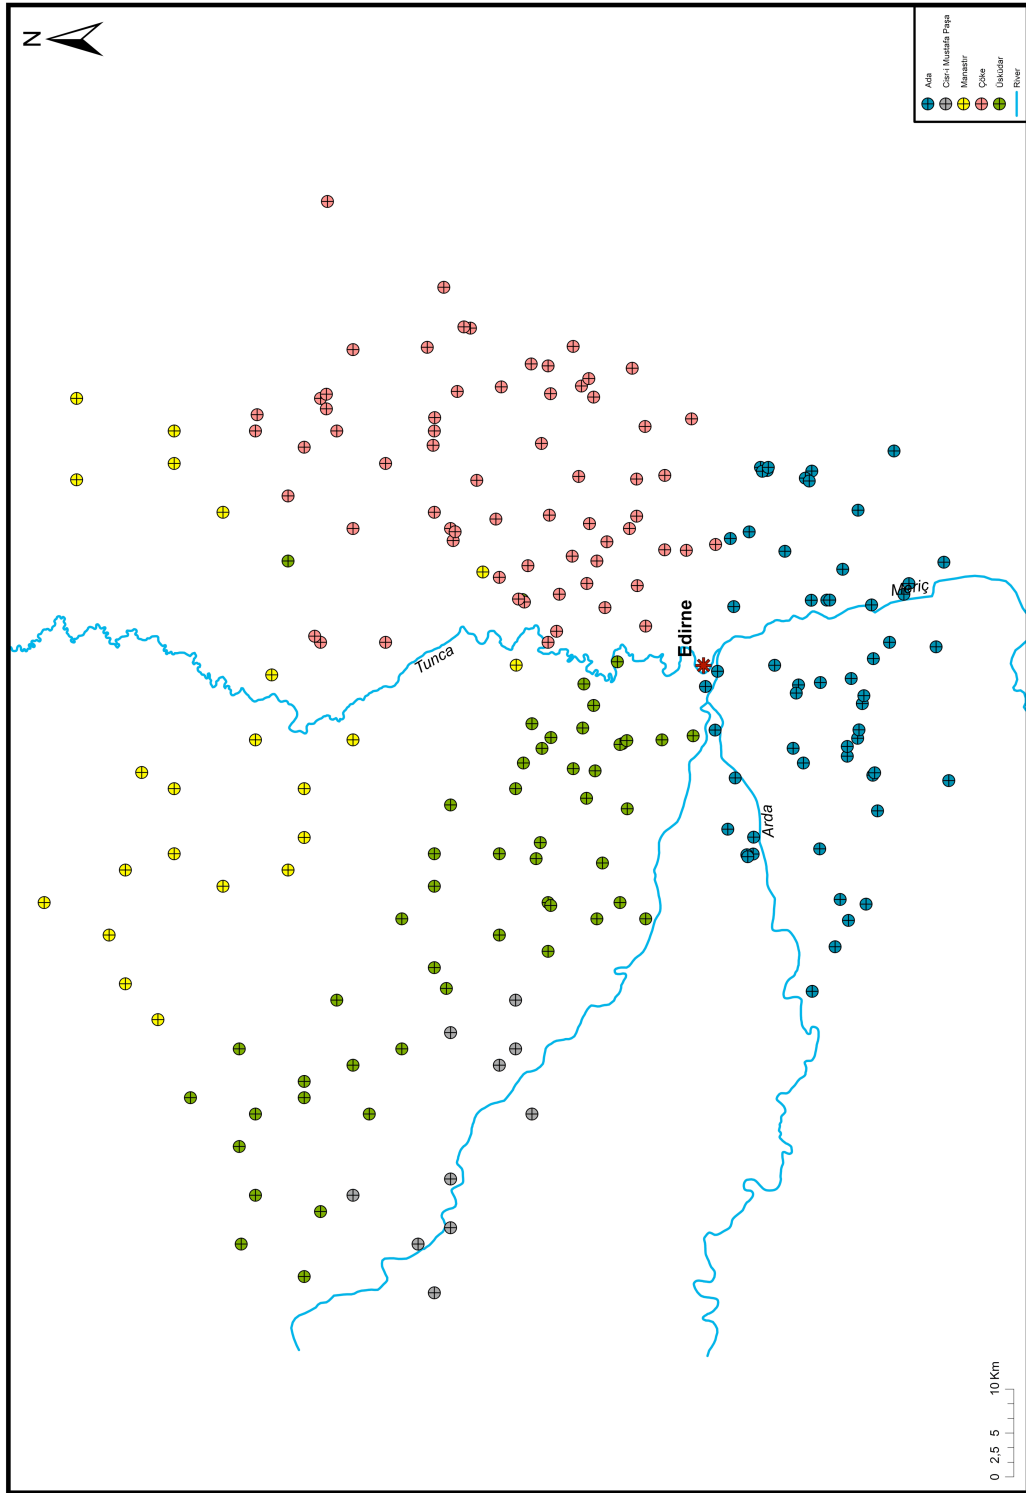 N
Ada
Cisr-i Mustafa Paşa
Manastır
Çöke
Üsküdar
River
Tunca
Edirne
Meriç
Arda
0 2,5 5 10 Km